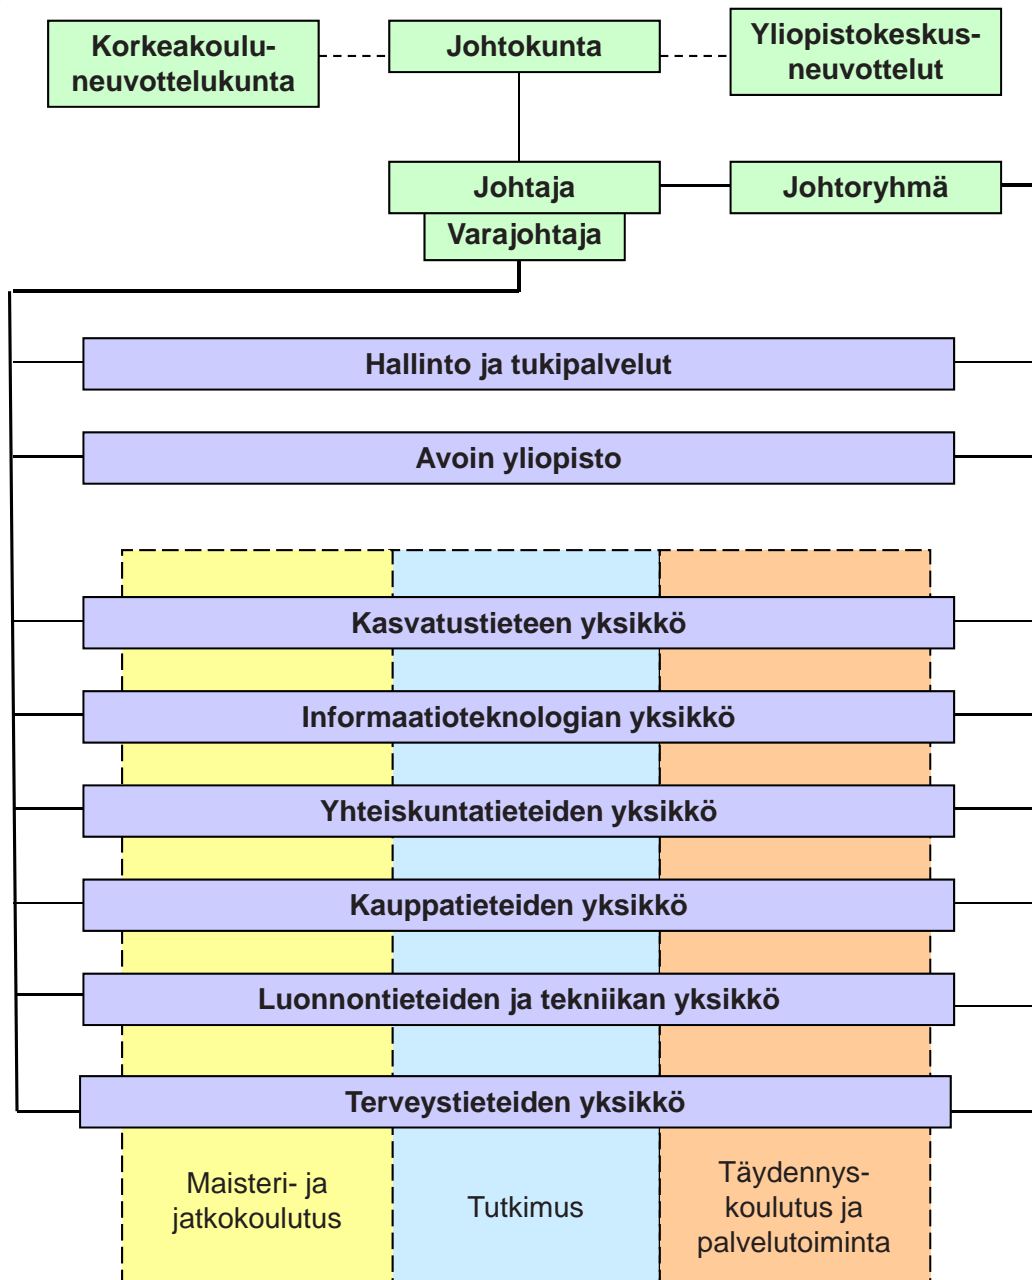 Korkeakoulu-
neuvottelukunta
Johtokunta
Yliopistokeskus-
neuvottelut
Johtaja
Johtoryhmä
Varajohtaja
Hallinto ja tukipalvelut
Avoin yliopisto
Kasvatustieteen yksikkö
Informaatioteknologian yksikkö
Yhteiskuntatieteiden yksikkö
Kauppatieteiden yksikkö
Luonnontieteiden ja tekniikan yksikkö
Terveystieteiden yksikkö
Maisteri- ja
jatkokoulutus
Tutkimus
Täydennys-
koulutus ja
palvelutoiminta